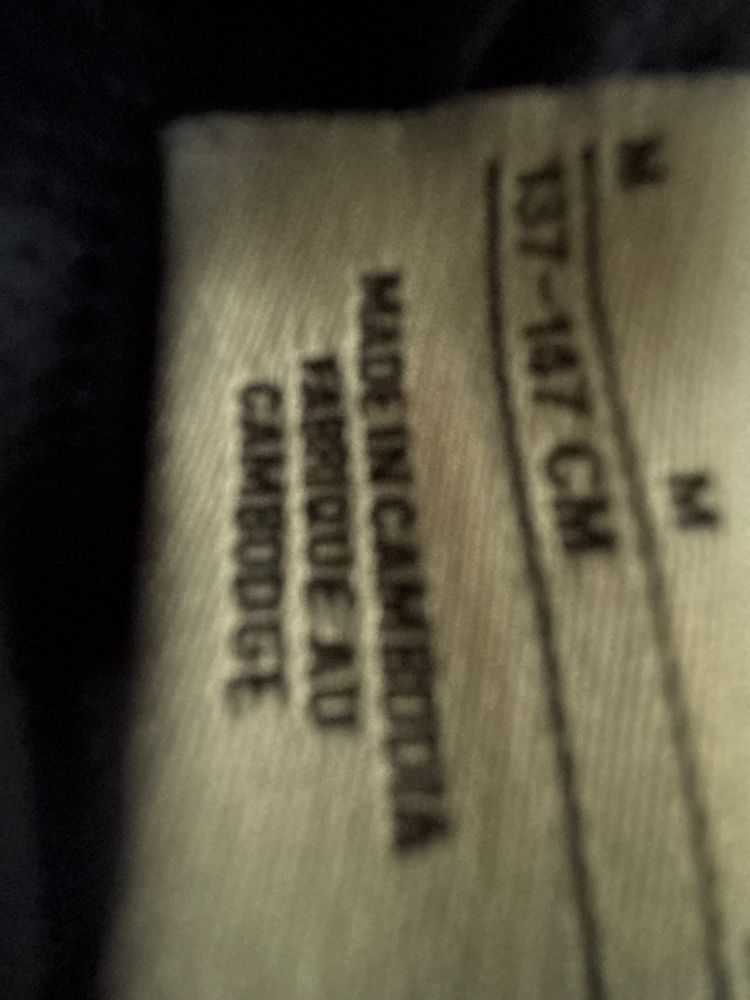 M M
137-147 CM
MADE IN CAMBODIA
FABRIQUE AU
CAMBODGE